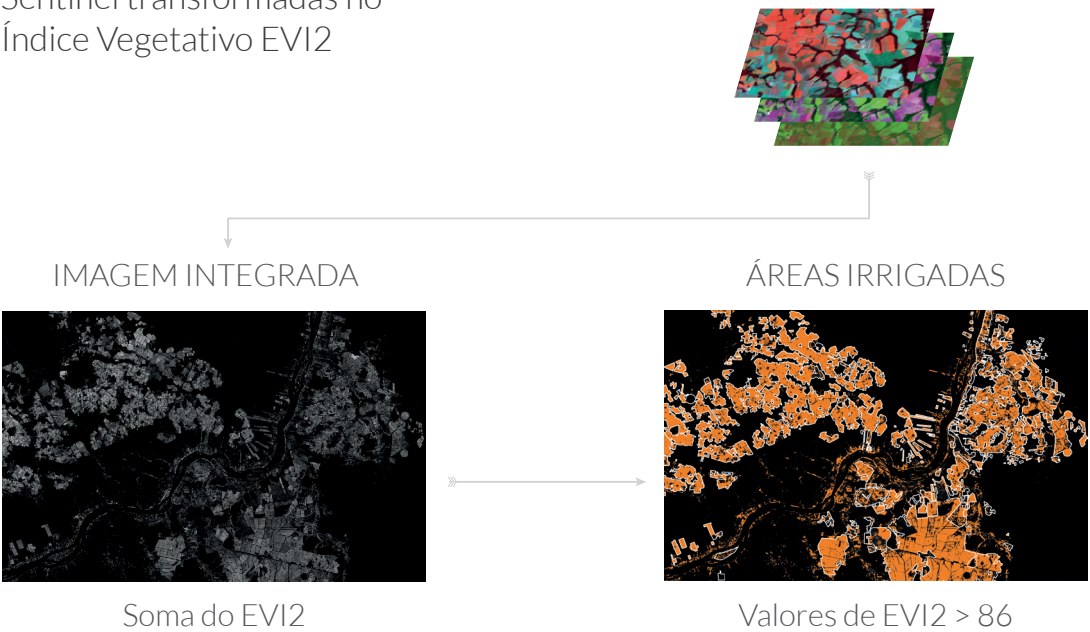 Sentinel transformadas no
Índice Vegetativo EVI2
IMAGEM INTEGRADA
ÁREAS IRRIGADAS
Soma do EVI2
Valores de EVI2 > 86